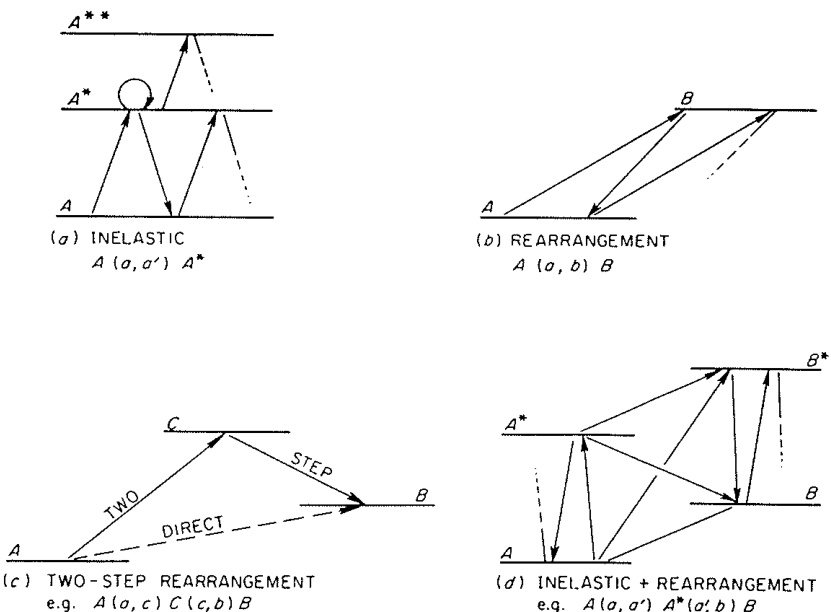 A**
A*
A
(a) INELASTIC
A (a, a′) A*
B
A
(b) REARRANGEMENT
A (a, b) B
C
TWO
STEP
DIRECT
B
A
(c) TWO-STEP REARRANGEMENT
e.g. A(a,c) C(c,b) B
B*
A*
B
A
(d) INELASTIC + REARRANGEMENT
e.g. A(a,a′) A*(a′,b) B